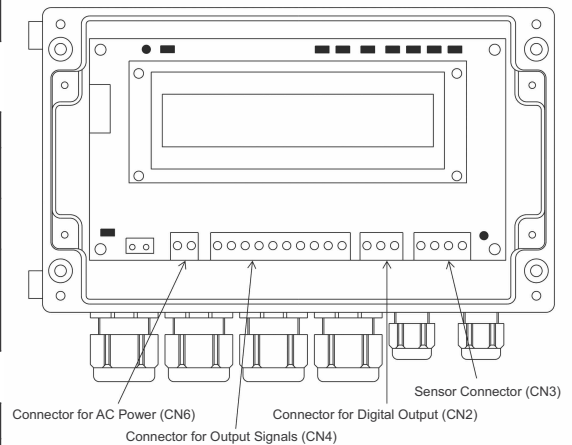 Sensor Connector (CN3)
Connector for AC Power (CN6)
Connector for Digital Output (CN2)
Connector for Output Signals (CN4)